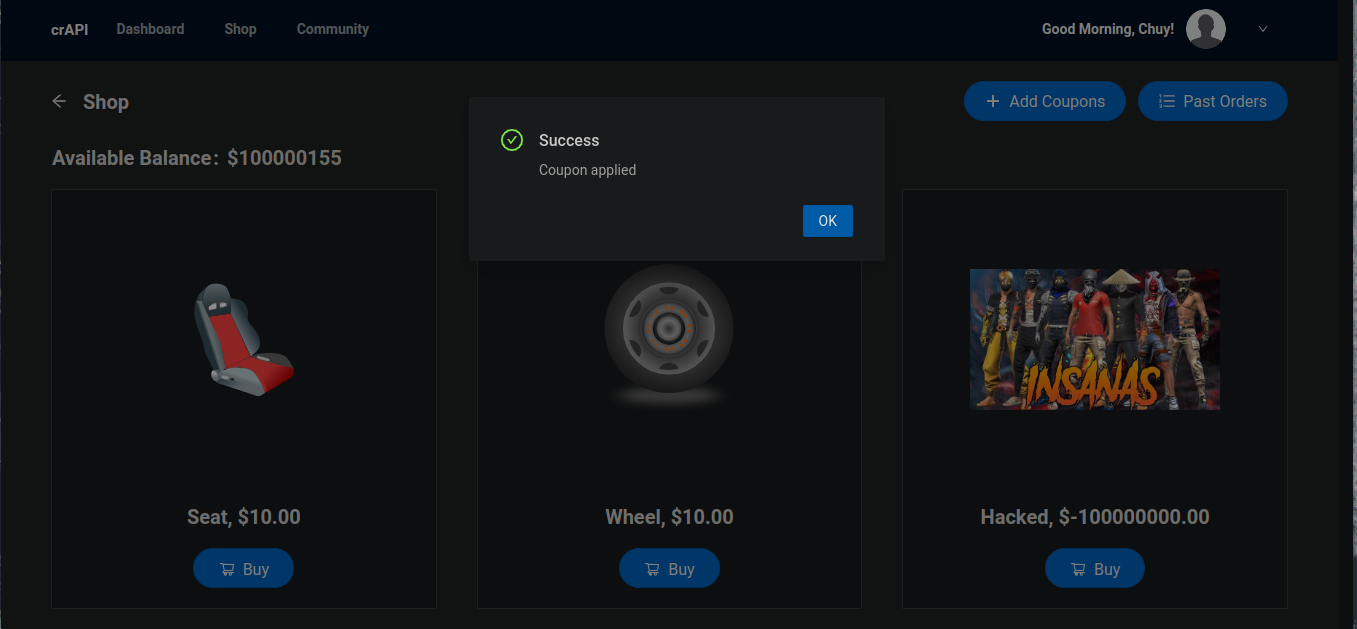 crAPI Dashboard Shop Community Good Morning, Chuy!
Shop
Add Coupons Past Orders
Available Balance: $100000155
Success
Coupon applied
OK
INSANAS
Seat, $10.00 Wheel, $10.00 Hacked, $-100000000.00
Buy Buy Buy